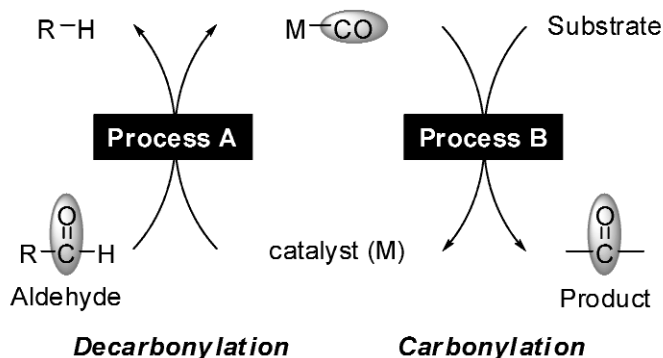 R-H
M-CO
Substrate
Process A
Process B
O
R-C-H
catalyst (M)
O
C
Aldehyde
Product
Decarbonylation
Carbonylation